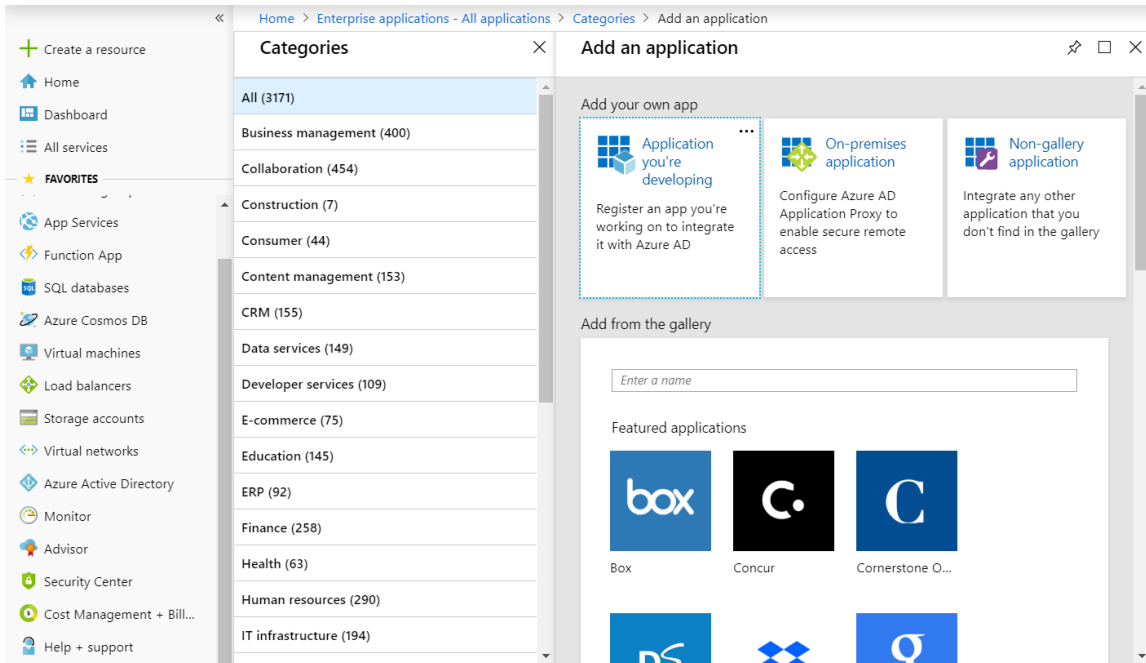 Home > Enterprise applications - All applications > Categories > Add an application
«
Create a resource
Home
Dashboard
All services
FAVORITES
App Services
Function App
SQL databases
Azure Cosmos DB
Virtual machines
Load balancers
Storage accounts
Virtual networks
Azure Active Directory
Monitor
Advisor
Security Center
Cost Management + Bill...
Help + support
Categories
All (3171)
Business management (400)
Collaboration (454)
Construction (7)
Consumer (44)
Content management (153)
CRM (155)
Data services (149)
Developer services (109)
E-commerce (75)
Education (145)
ERP (92)
Finance (258)
Health (63)
Human resources (290)
IT infrastructure (194)
Add an application
Add your own app
Application
you're
developing
Register an app you're
working on to integrate
it with Azure AD
On-premises
application
Configure Azure AD
Application Proxy to
enable secure remote
access
Non-gallery
application
Integrate any other
application that you
don't find in the gallery
Add from the gallery
Enter a name
Featured applications
box
C.
C
Box
Concur
Cornerstone O...